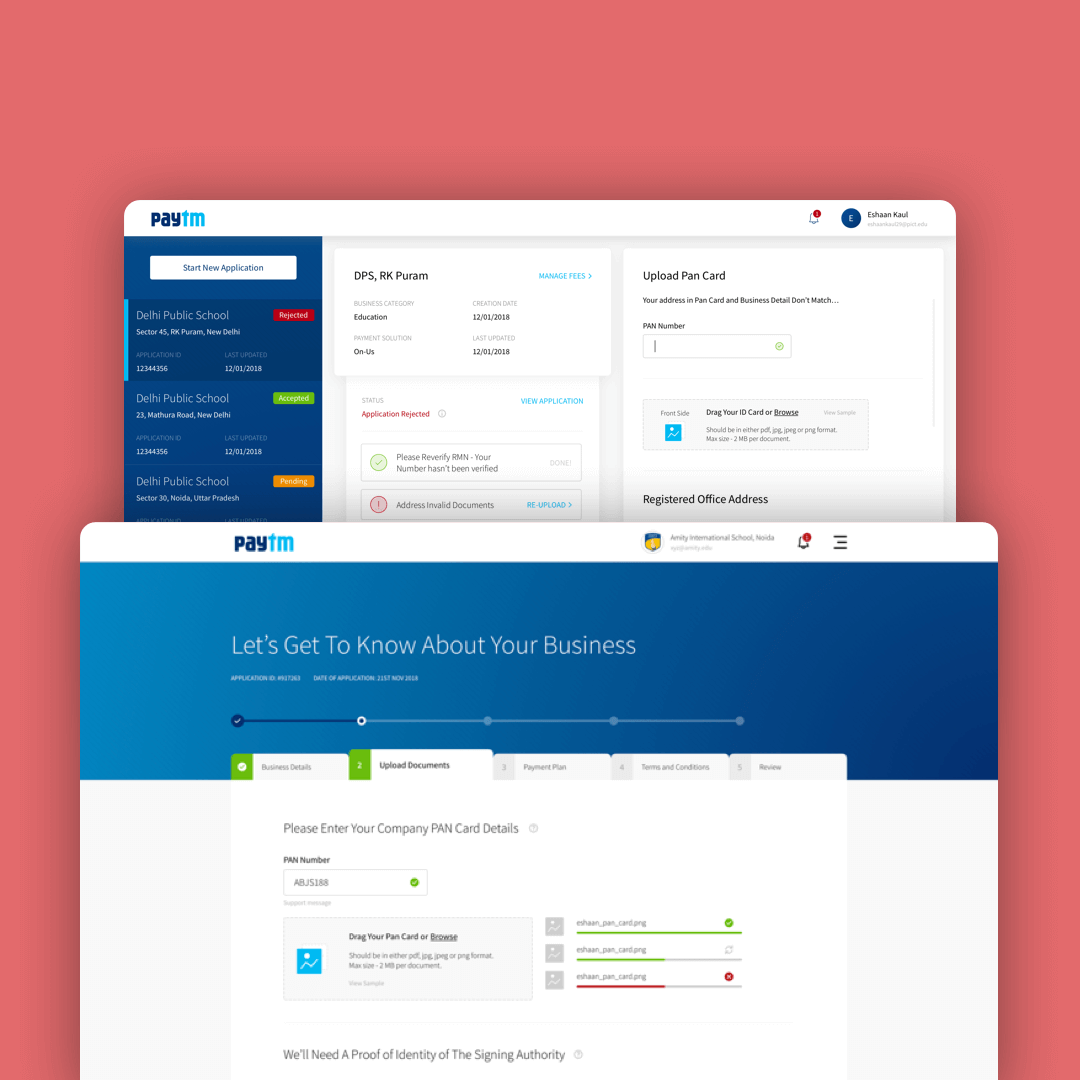 paytm
1
E
Eshaan Kaul
eshaankaul29@pict.edu
Start New Application
Delhi Public School
Rejected
Sector 45, RK Puram, New Delhi
APPLICATION ID
LAST UPDATED
12344356
12/01/2018
Delhi Public School
Accepted
23, Mathura Road, New Delhi
APPLICATION ID
LAST UPDATED
12344356
12/01/2018
Delhi Public School
Pending
Sector 30, Noida, Uttar Pradesh
APPLICATION ID
LAST UPDATED
DPS, RK Puram
MANAGE FEES >
BUSINESS CATEGORY
CREATION DATE
Education
12/01/2018
PAYMENT SOLUTION
LAST UPDATED
On-Us
12/01/2018
STATUS
VIEW APPLICATION
Application Rejected
Please Reverify RMN - Your
Number hasn't been verified
DONE!
Address Invalid Documents
RE-UPLOAD >
Upload Pan Card
Your address in Pan Card and Business Detail Don't Match...
PAN Number
Front Side
Drag Your ID Card or Browse
View Sample
Should be in either pdf, jpg, jpeg or png format.
Max size - 2 MB per document.
Registered Office Address
paytm
Amity International School, Noida
xyz@amity.edu
Let's Get To Know About Your Business
APPLICATION ID: #917263
DATE OF APPLICATION: 21ST NOV 2018
Business Details
2
Upload Documents
3
Payment Plan
4
Terms and Conditions
5
Review
Please Enter Your Company PAN Card Details
PAN Number
ABJS188
Support message
Drag Your Pan Card or Browse
Should be in either pdf, jpg, jpeg or png format.
Max size - 2 MB per document.
View Sample
eshaan_pan_card.png
eshaan_pan_card.png
eshaan_pan_card.png
We'll Need A Proof of Identity of The Signing Authority